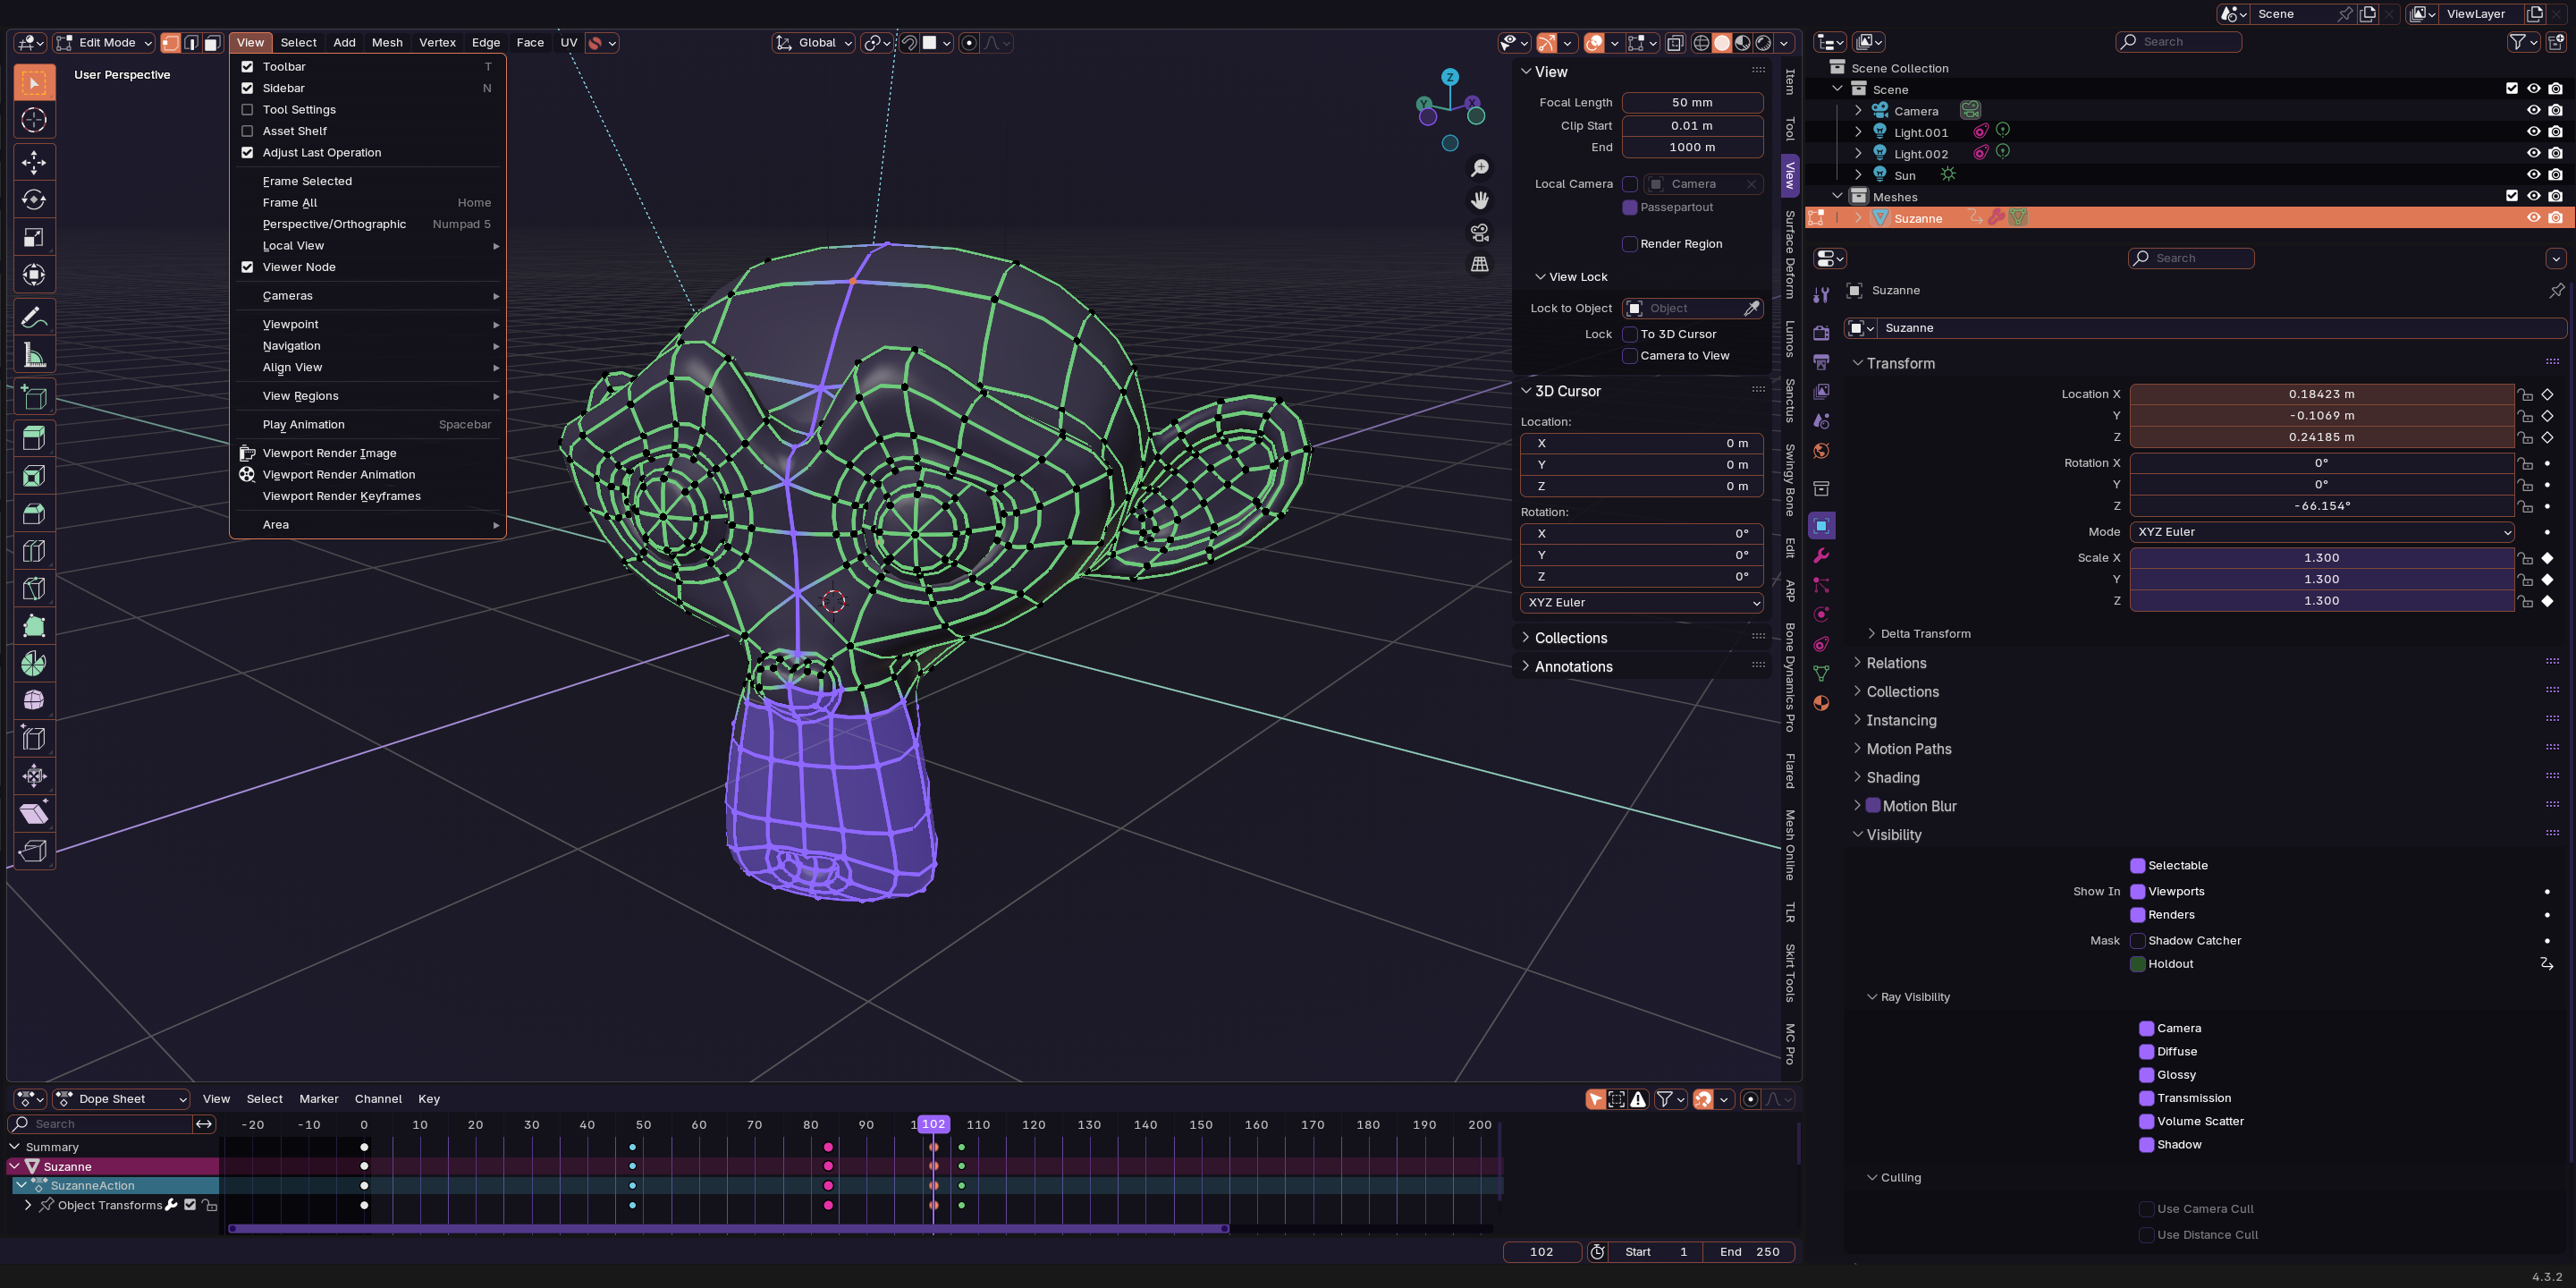 Scene
ViewLayer
Edit Mode
View
Select
Add
Mesh
Vertex
Edge
Face
UV
Global
User Perspective
Toolbar T
Sidebar N
Tool Settings
Asset Shelf
Adjust Last Operation
Frame Selected
Frame All Home
Perspective/Orthographic Numpad 5
Local View
Viewer Node
Cameras
Viewpoint
Navigation
Align View
View Regions
Play Animation Spacebar
Viewport Render Image
Viewport Render Animation
Viewport Render Keyframes
Area
Z
Y
X
View
Focal Length 50 mm
Clip Start 0.01 m
End 1000 m
Local Camera Camera
Passepartout
Render Region
View Lock
Lock to Object Object
Lock To 3D Cursor
Camera to View
3D Cursor
Location:
X 0 m
Y 0 m
Z 0 m
Rotation:
X 0°
Y 0°
Z 0°
XYZ Euler
Collections
Annotations
Item
Tool
View
Surface Deform
Lumos
Sanctus
Swingy Bone
Edit
ARP
Bone Dynamics Pro
Flared
Mesh Online
TLR
Skirt Tools
MC Pro
Search
Scene Collection
Scene
Camera
Light.001
Light.002
Sun
Meshes
Suzanne
Search
Suzanne
Suzanne
Transform
Location X 0.18423 m
Y -0.1069 m
Z 0.24185 m
Rotation X 0°
Y 0°
Z -66.154°
Mode XYZ Euler
Scale X 1.300
Y 1.300
Z 1.300
Delta Transform
Relations
Collections
Instancing
Motion Paths
Shading
Motion Blur
Visibility
Selectable
Show In Viewports
Renders
Mask Shadow Catcher
Holdout
Ray Visibility
Camera
Diffuse
Glossy
Transmission
Volume Scatter
Shadow
Culling
Use Camera Cull
Use Distance Cull
Dope Sheet
View
Select
Marker
Channel
Key
Search
-20 -10 0 10 20 30 40 50 60 70 80 90 102 110 120 130 140 150 160 170 180 190 200
Summary
Suzanne
SuzanneAction
Object Transforms
102
Start 1
End 250
4.3.2